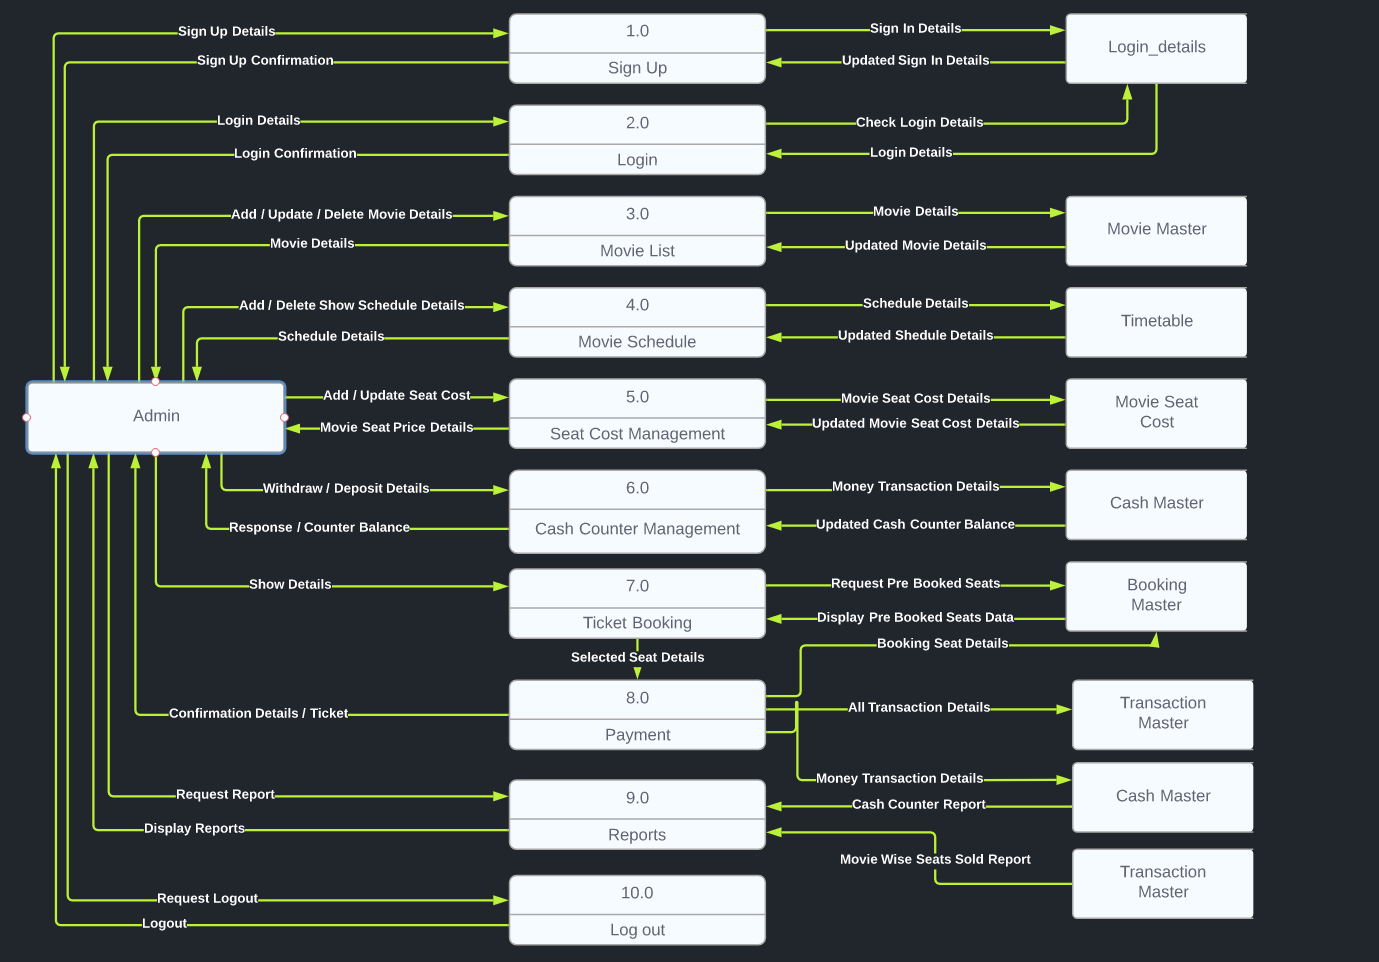 Sign Up Details
1.0
Sign In Details
Login_details
Sign Up Confirmation
Sign Up
Updated Sign In Details
Login Details
2.0
Check Login Details
Login Confirmation
Login
Login Details
Add / Update / Delete Movie Details
3.0
Movie Details
Movie Master
Movie Details
Movie List
Updated Movie Details
Add / Delete Show Schedule Details
4.0
Schedule Details
Timetable
Schedule Details
Movie Schedule
Updated Shedule Details
Admin
Add / Update Seat Cost
5.0
Movie Seat Cost Details
Movie Seat
Cost
Movie Seat Price Details
Seat Cost Management
Updated Movie Seat Cost Details
Withdraw / Deposit Details
6.0
Money Transaction Details
Cash Master
Response / Counter Balance
Cash Counter Management
Updated Cash Counter Balance
Show Details
7.0
Request Pre Booked Seats
Booking
Master
Ticket Booking
Display Pre Booked Seats Data
Booking Seat Details
Selected Seat Details
8.0
All Transaction Details
Transaction
Master
Confirmation Details / Ticket
Payment
Money Transaction Details
Cash Master
Request Report
9.0
Cash Counter Report
Display Reports
Reports
Movie Wise Seats Sold Report
Transaction
Master
Request Logout
10.0
Logout
Log out